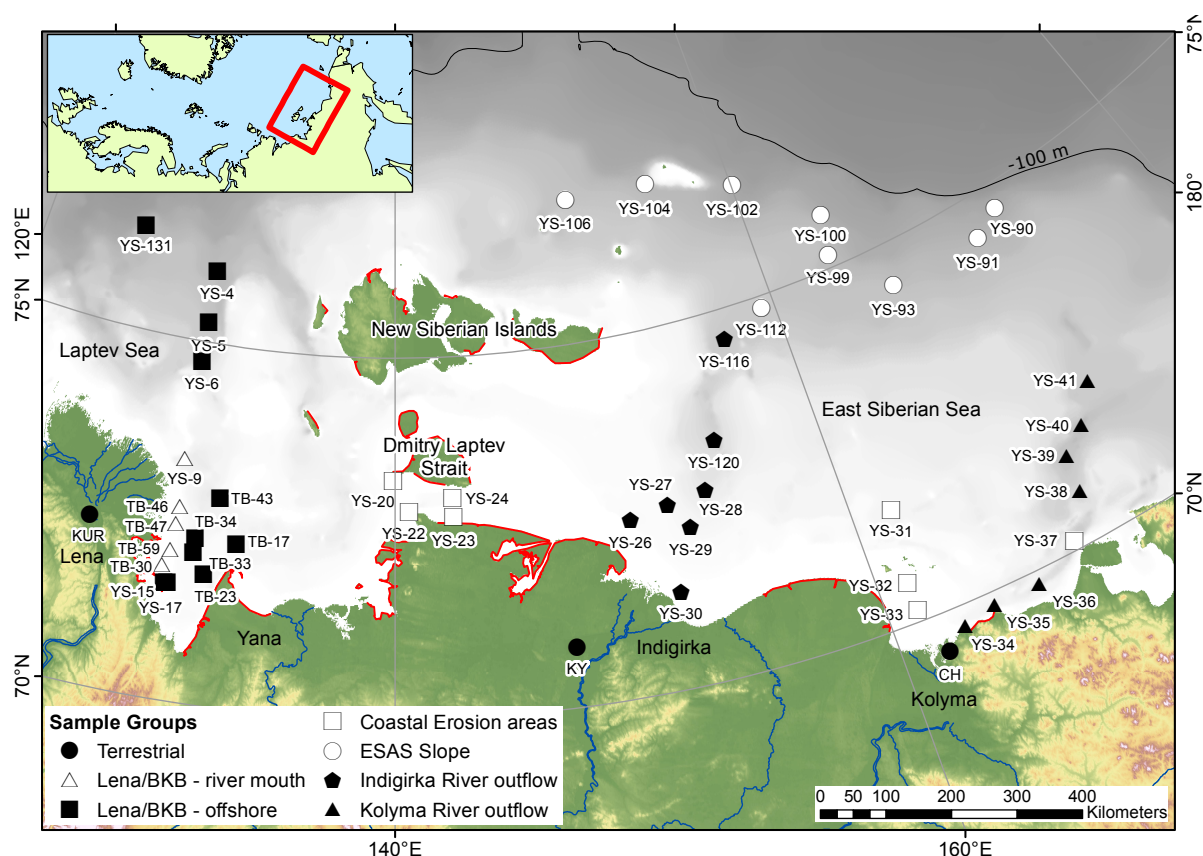 75°N
-100 m
120°E
180°
YS-106
YS-104
YS-102
YS-100
YS-90
YS-131
YS-99
YS-91
YS-4
YS-93
75°N
YS-5
New Siberian Islands
YS-112
Laptev Sea
YS-6
YS-116
YS-41
East Siberian Sea
YS-40
Dmitry Laptev
Strait
YS-120
YS-39
YS-9
YS-27
YS-38
70°N
TB-46
TB-43
YS-20
YS-24
YS-28
KUR
TB-47
TB-34
YS-22
YS-23
YS-26
YS-29
YS-31
YS-37
Lena
TB-59
TB-17
TB-30
TB-33
YS-15
YS-17
TB-23
YS-32
YS-30
YS-33
YS-36
YS-35
Yana
YS-34
Indigirka
KY
CH
Kolyma
70°N
Sample Groups
Terrestrial
Lena/BKB - river mouth
Lena/BKB - offshore
Coastal Erosion areas
ESAS Slope
Indigirka River outflow
Kolyma River outflow
0 50 100 200 300 400
Kilometers
140°E
160°E